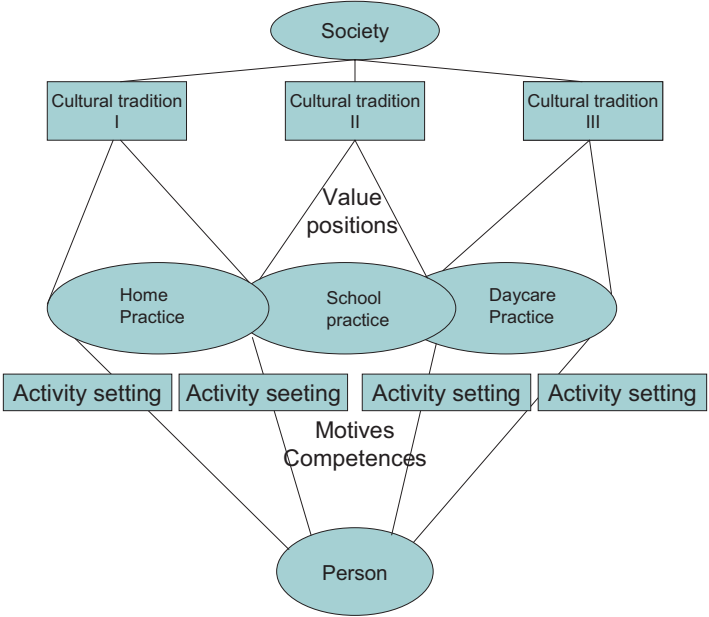 Society
Cultural tradition
I
Cultural tradition
II
Cultural tradition
III
Value
positions
Home
Practice
School
practice
Daycare
Practice
Activity setting
Activity seeting
Activity setting
Activity setting
Motives
Competences
Person